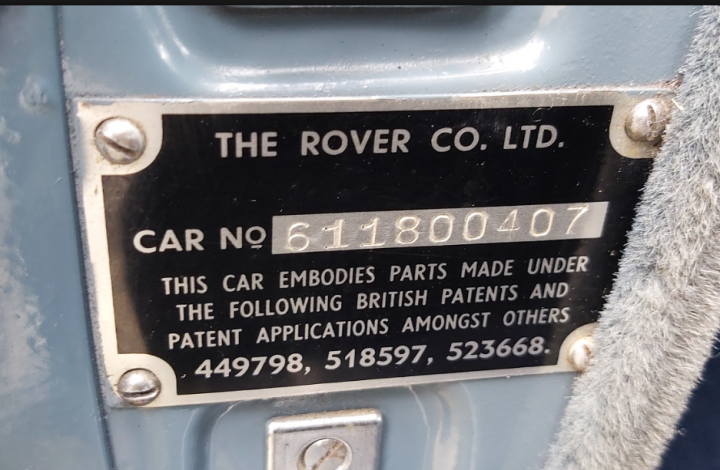 THE ROVER CO. LTD.
CAR Nº 611800407
THIS CAR EMBODIES PARTS MADE UNDER
THE FOLLOWING BRITISH PATENTS AND
PATENT APPLICATIONS AMONGST OTHERS
449798, 518597, 523668.